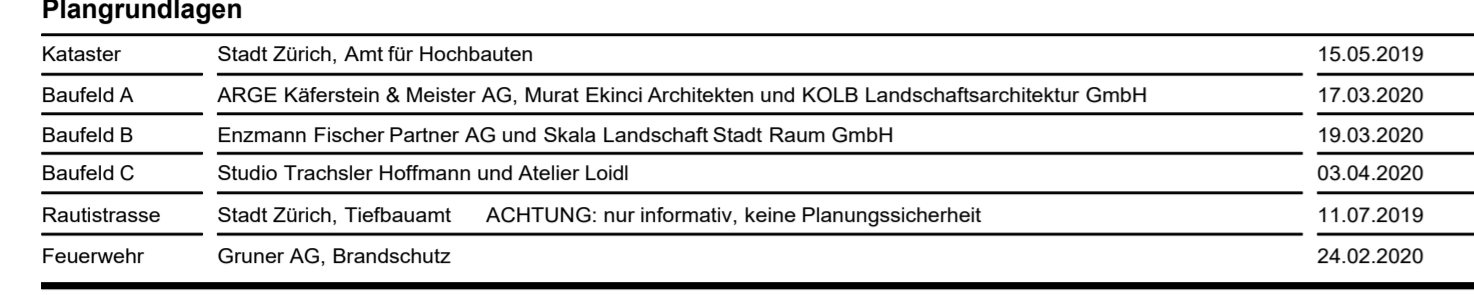 Plangrundlagen
Kataster Stadt Zürich, Amt für Hochbauten 15.05.2019
Baufeld A ARGE Käferstein & Meister AG, Murat Ekinci Architekten und KOLB Landschaftsarchitektur GmbH 17.03.2020
Baufeld B Enzmann Fischer Partner AG und Skala Landschaft Stadt Raum GmbH 19.03.2020
Baufeld C Studio Trachsler Hoffmann und Atelier Loidl 03.04.2020
Rautistrasse Stadt Zürich, Tiefbauamt ACHTUNG: nur informativ, keine Planungssicherheit 11.07.2019
Feuerwehr Gruner AG, Brandschutz 24.02.2020